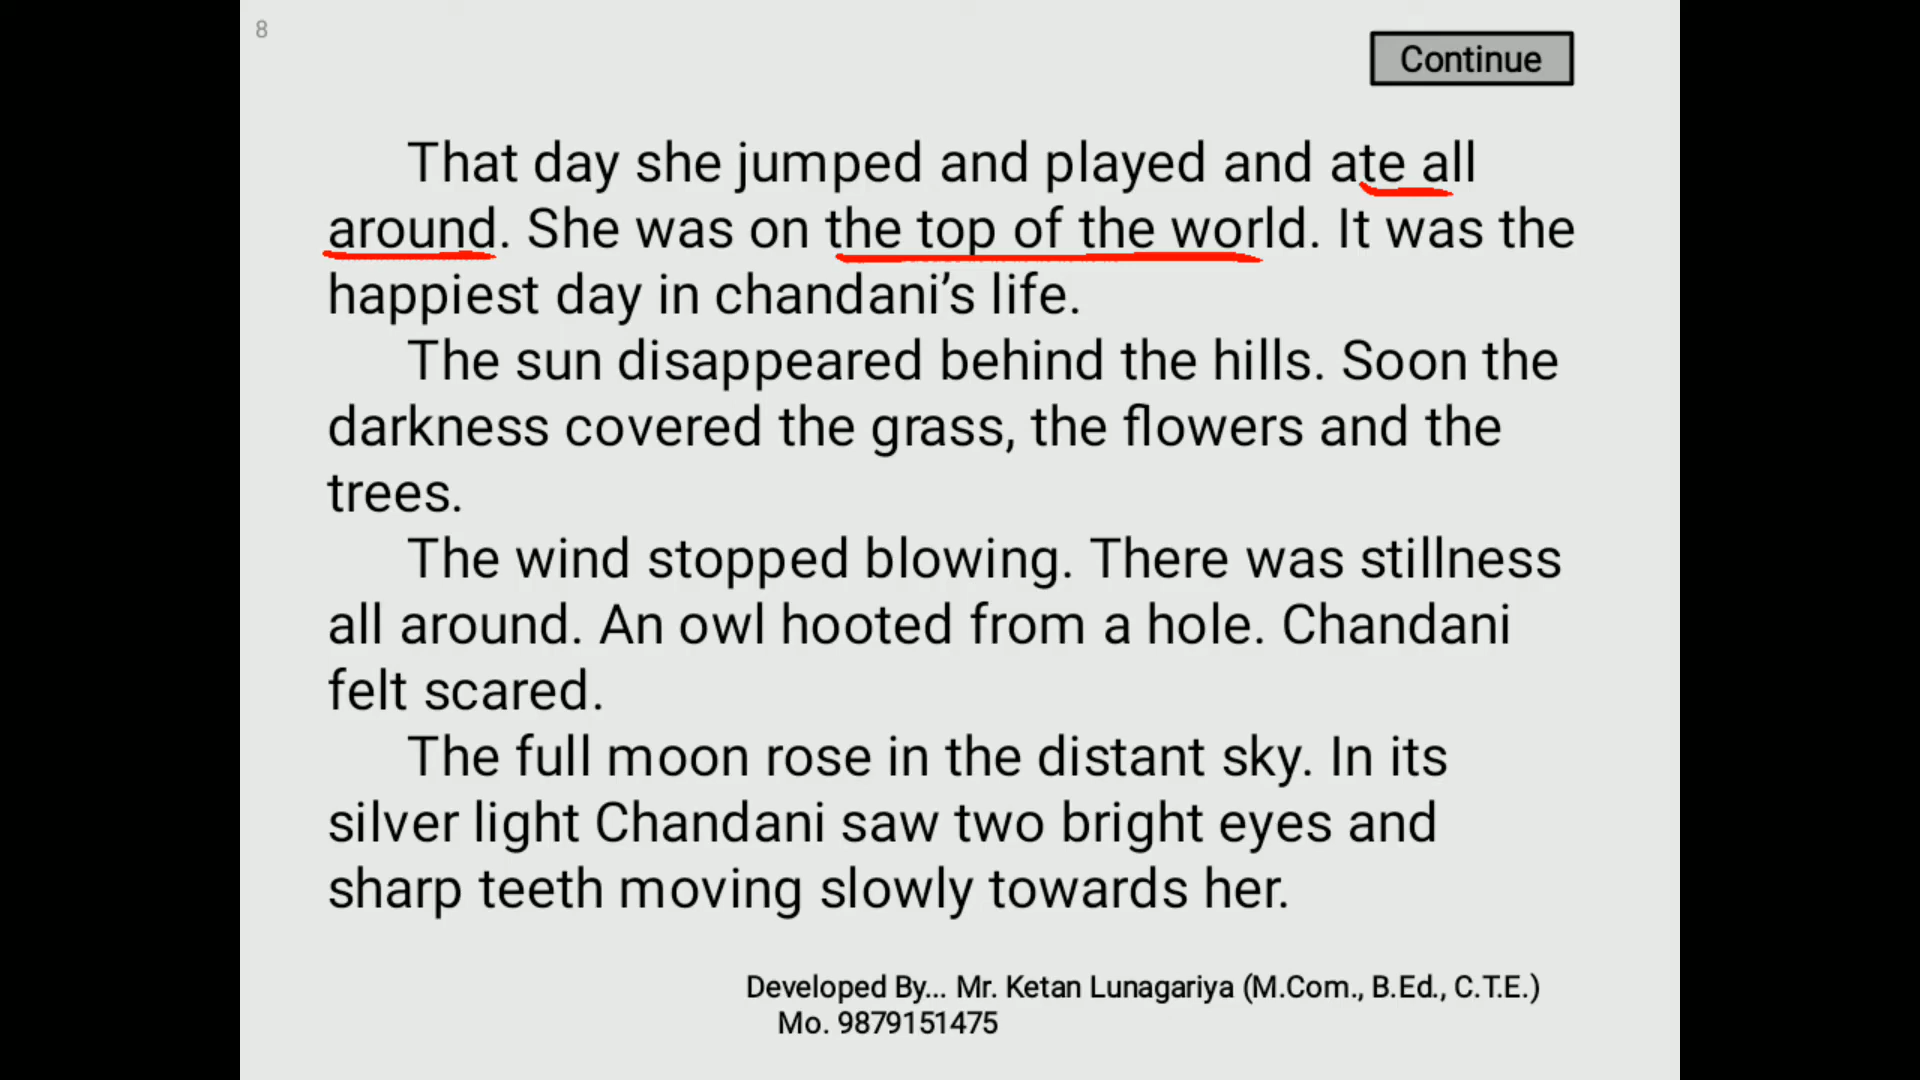 8
Continue
That day she jumped and played and ate all
around. She was on the top of the world. It was the
happiest day in chandani’s life.
The sun disappeared behind the hills. Soon the
darkness covered the grass, the flowers and the
trees.
The wind stopped blowing. There was stillness
all around. An owl hooted from a hole. Chandani
felt scared.
The full moon rose in the distant sky. In its
silver light Chandani saw two bright eyes and
sharp teeth moving slowly towards her.
Developed By... Mr. Ketan Lunagariya (M.Com., B.Ed., C.T.E.)
Mo. 9879151475